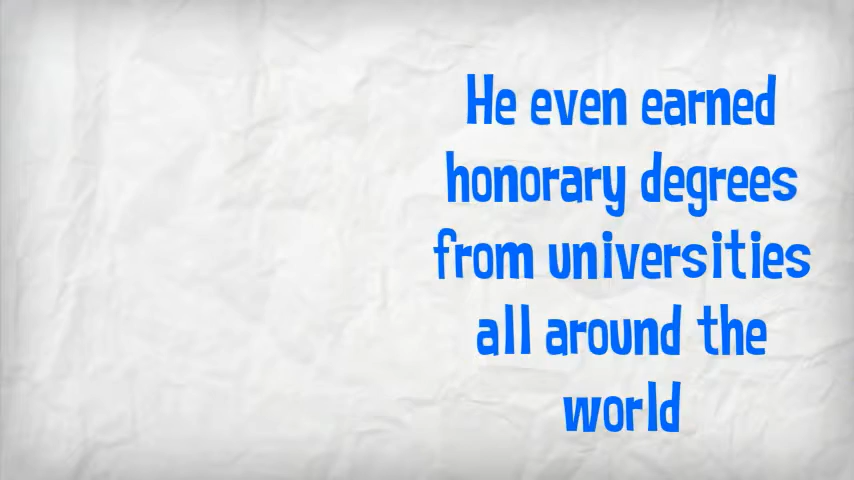 He even earned
honorary degrees
from universities
all around the
world